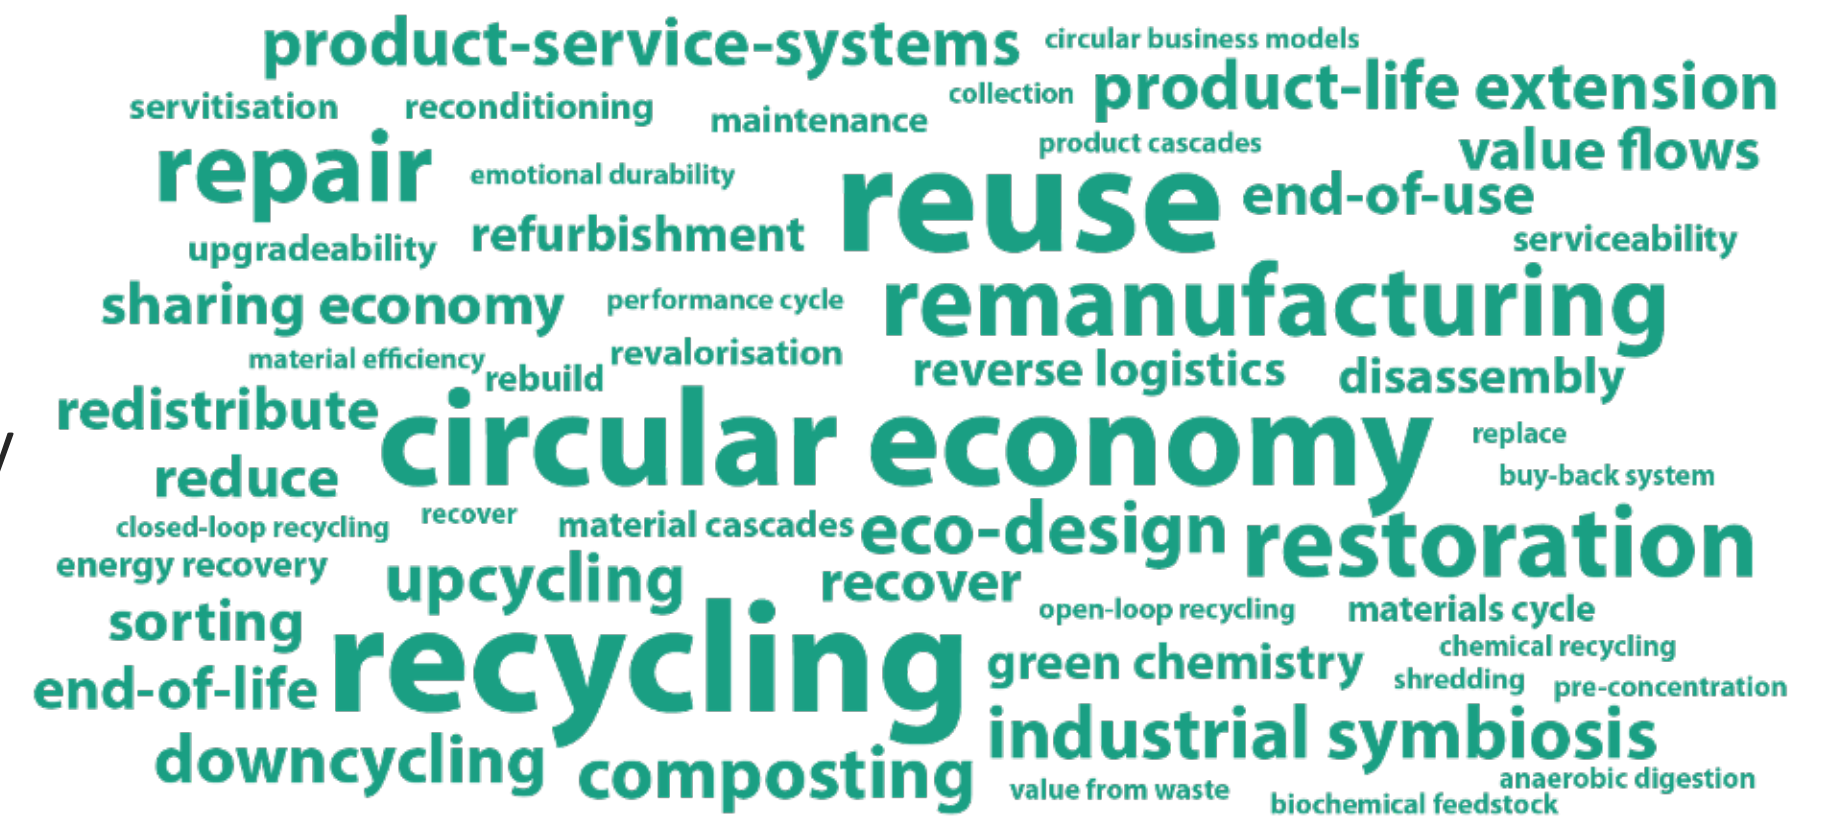 product-service-systems
circular business models
product-life extension
collection
servitisation
reconditioning
maintenance
product cascades
value flows
repair
emotional durability
reuse
end-of-use
upgradeability
refurbishment
serviceability
sharing economy
performance cycle
remanufacturing
material efficiency
rebuild
revalorisation
reverse logistics
disassembly
redistribute
circular economy
replace
reduce
buy-back system
closed-loop recycling
recover
material cascades
eco-design
restoration
energy recovery
upcycling
recover
open-loop recycling
materials cycle
sorting
recycling
chemical recycling
green chemistry
shredding
pre-concentration
end-of-life
industrial symbiosis
downcycling
composting
value from waste
anaerobic digestion
biochemical feedstock